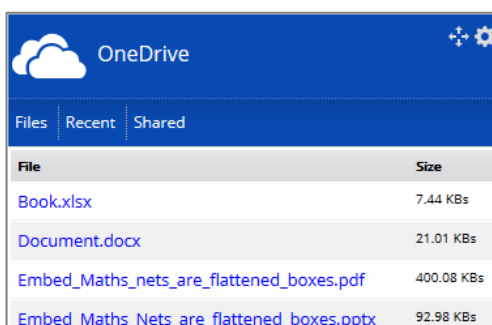 OneDrive
Files Recent Shared
File Size
Book.xlsx 7.44 KBs
Document.docx 21.01 KBs
Embed_Maths_nets_are_flattened_boxes.pdf 400.08 KBs
Embed_Maths_Nets_are_flattened_boxes.pptx 92.98 KBs